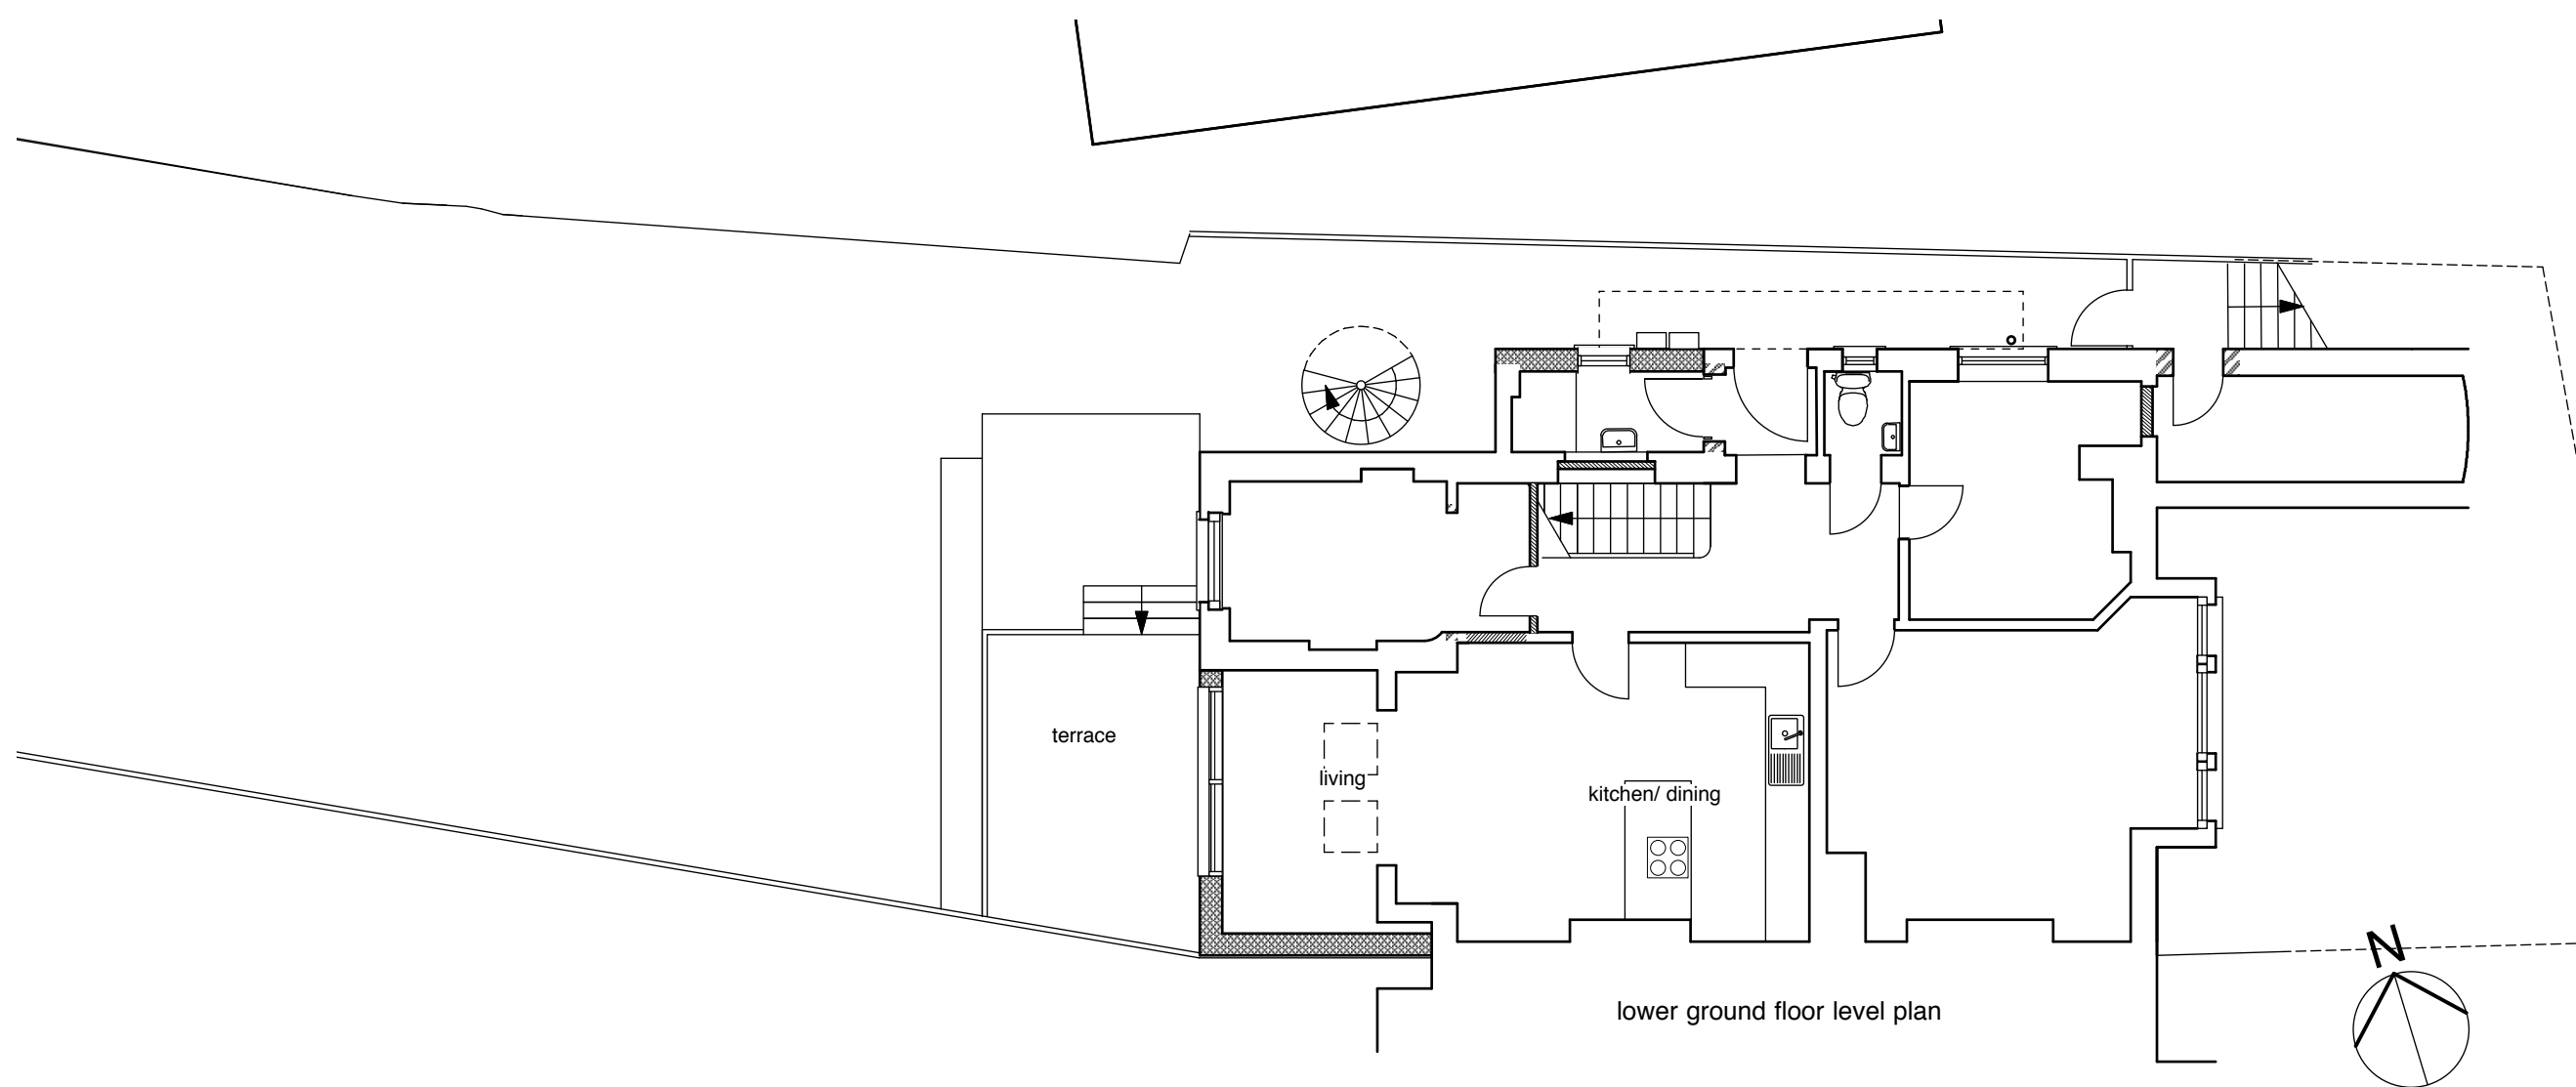 terrace
living
kitchen/ dining
N
lower ground floor level plan